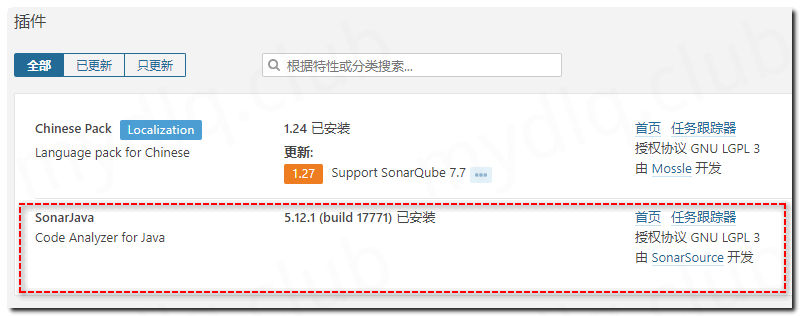 插件
全部 已更新 只更新 根据特性或分类搜索...
Chinese Pack Localization 1.24 已安装 首页 任务跟踪器
Language pack for Chinese 更新: 授权协议 GNU LGPL 3
1.27 Support SonarQube 7.7 ••• 由 Mossle 开发
SonarJava 5.12.1 (build 17771) 已安装 首页 任务跟踪器
Code Analyzer for Java 授权协议 GNU LGPL 3
由 SonarSource 开发